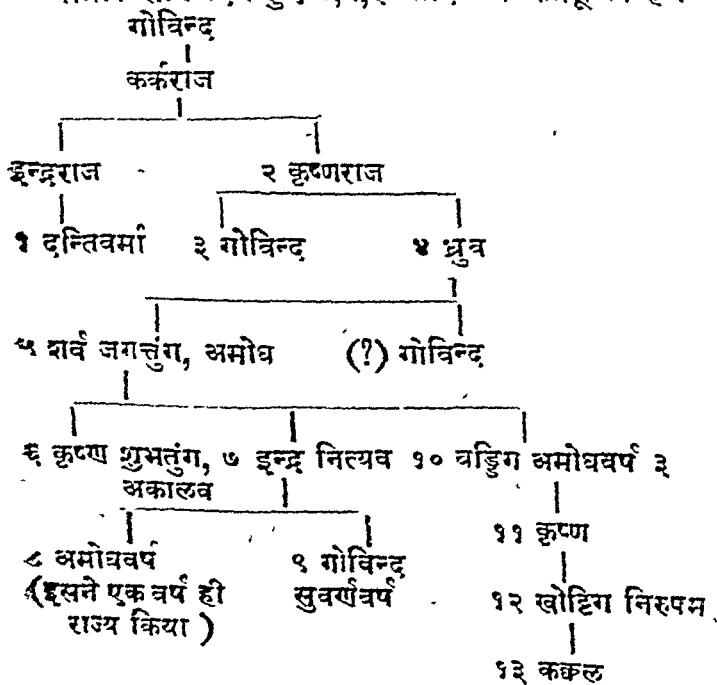 गोविन्द
कर्कराज
इन्द्रराज २ कृष्णराज
१ दन्तिवर्मा ३ गोविन्द ४ ध्रुव
५ शर्व जगत्तुंग, अमोघ (?) गोविन्द
६ कृष्ण शुभतुंग, ७ इन्द्र नित्यव १० वड्डिग अमोघवर्ष ३
अकालव
११ कृष्ण
८ अमोघवर्ष ९ गोविन्द
(इसने एक वर्ष ही सुवर्णवर्ष १२ खोट्टिग निरुपम
राज्य किया )
१३ कक्कल